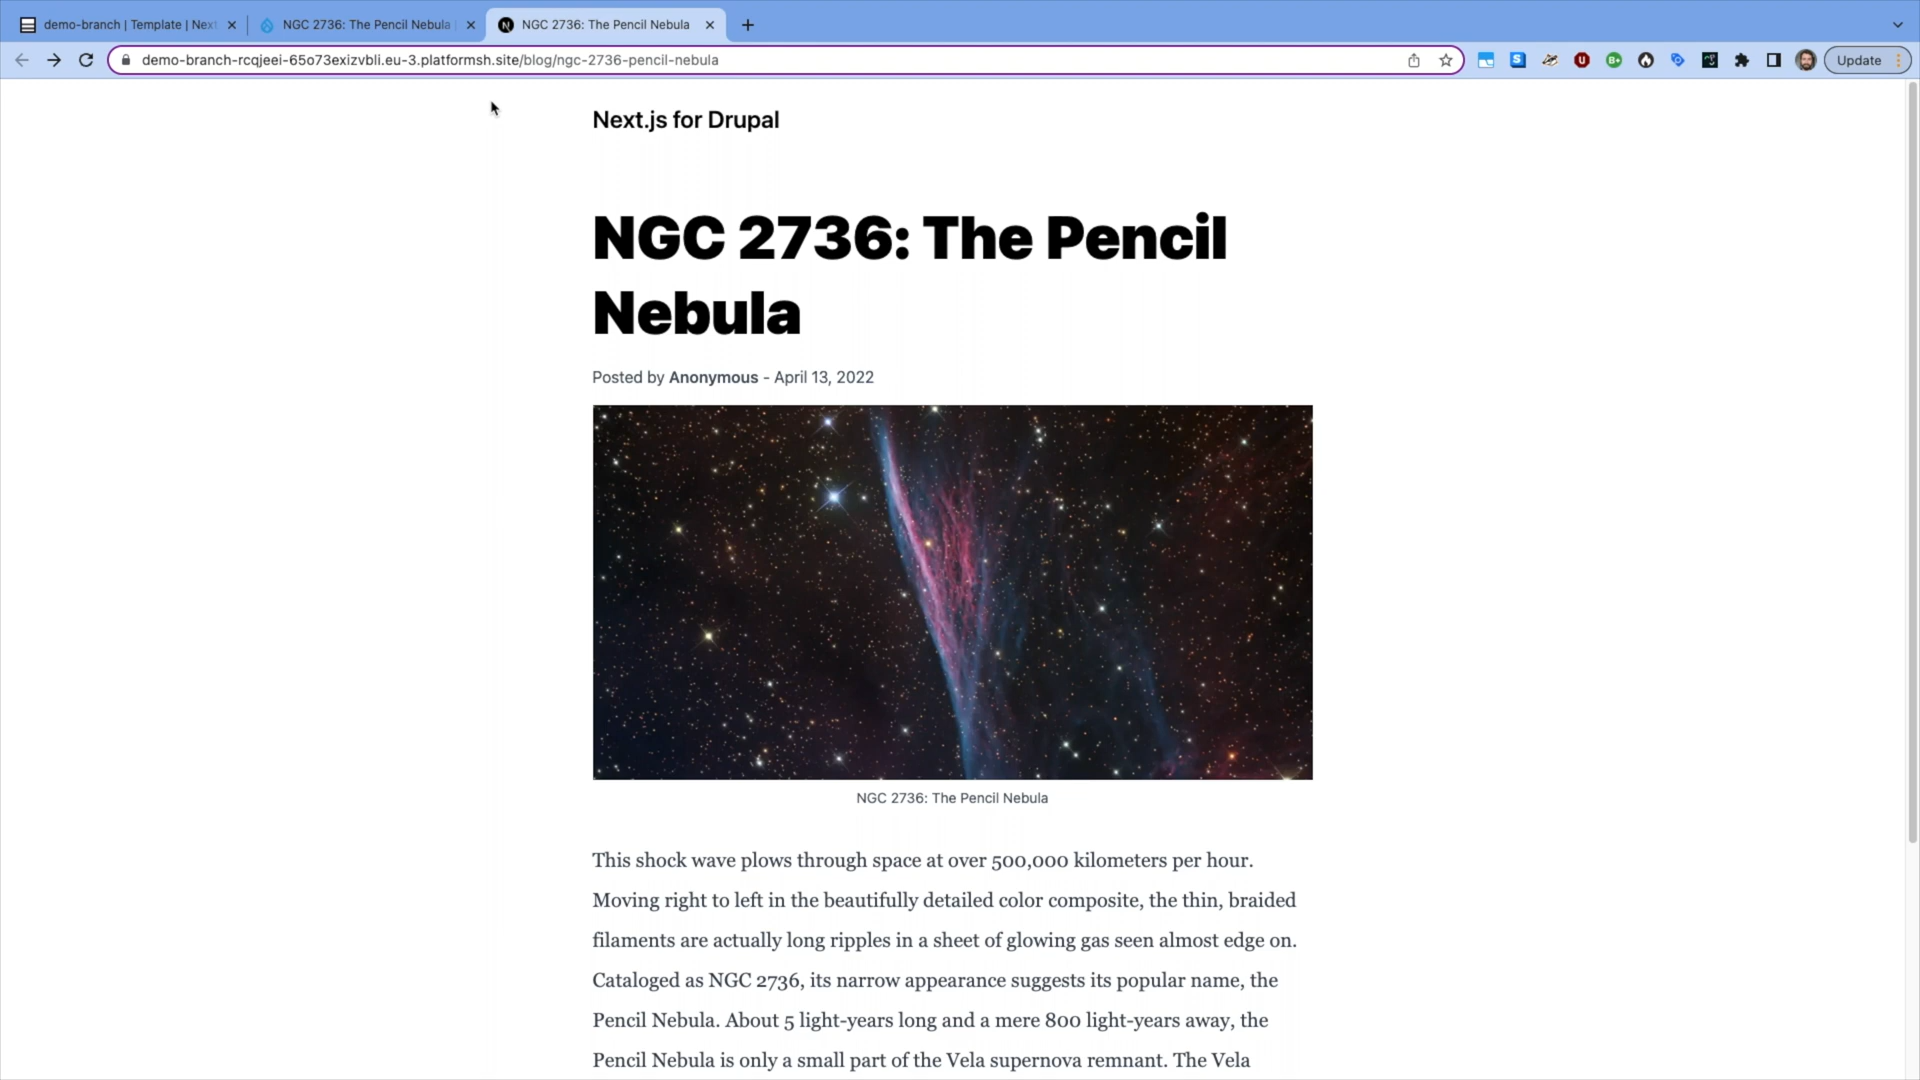 demo-branch | Template | Next
NGC 2736: The Pencil Nebula
NGC 2736: The Pencil Nebula
demo-branch-rcqjeei-65o73exizvbli.eu-3.platformsh.site/blog/ngc-2736-pencil-nebula
Update
Next.js for Drupal
NGC 2736: The Pencil
Nebula
Posted by Anonymous - April 13, 2022
NGC 2736: The Pencil Nebula
This shock wave plows through space at over 500,000 kilometers per hour.
Moving right to left in the beautifully detailed color composite, the thin, braided
filaments are actually long ripples in a sheet of glowing gas seen almost edge on.
Cataloged as NGC 2736, its narrow appearance suggests its popular name, the
Pencil Nebula. About 5 light-years long and a mere 800 light-years away, the
Pencil Nebula is only a small part of the Vela supernova remnant. The Vela